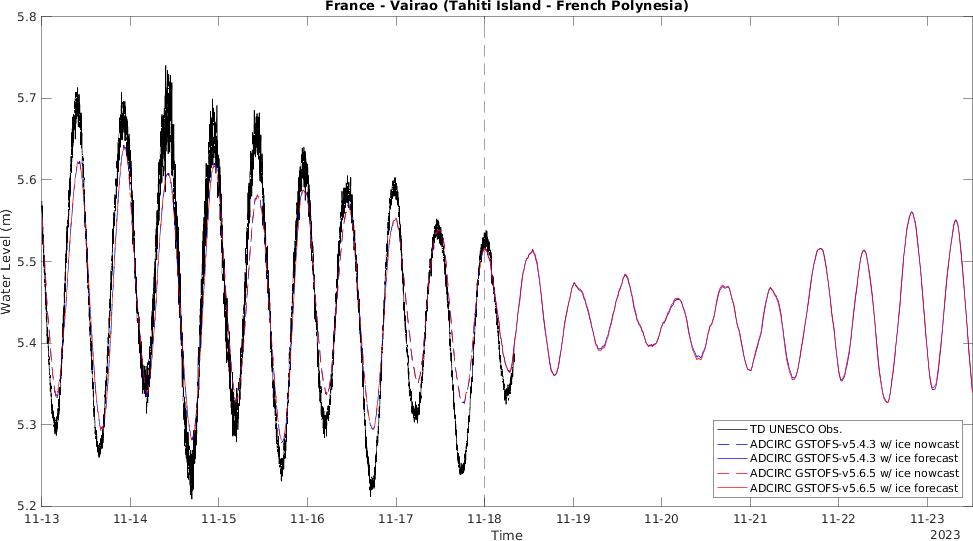 France - Vairao (Tahiti Island - French Polynesia)
5.8
5.7
5.6
5.5
5.4
5.3
5.2
Water Level (m)
11-13
11-14
11-15
11-16
11-17
11-18
11-19
11-20
11-21
11-22
11-23
2023
Time
TD UNESCO Obs.
ADCIRC GSTOFS-v5.4.3 w/ ice nowcast
ADCIRC GSTOFS-v5.4.3 w/ ice forecast
ADCIRC GSTOFS-v5.6.5 w/ ice nowcast
ADCIRC GSTOFS-v5.6.5 w/ ice forecast